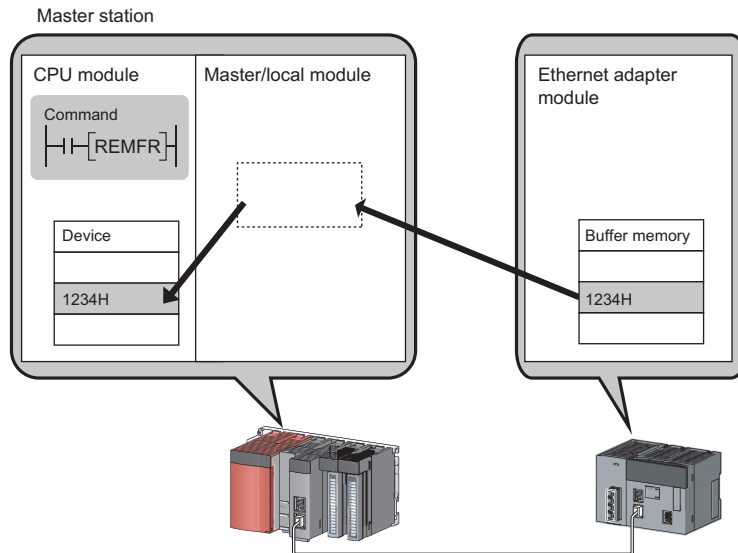 Master station
CPU module
Master/local module
Ethernet adapter
module
Command
REMFR
Device
1234H
Buffer memory
1234H